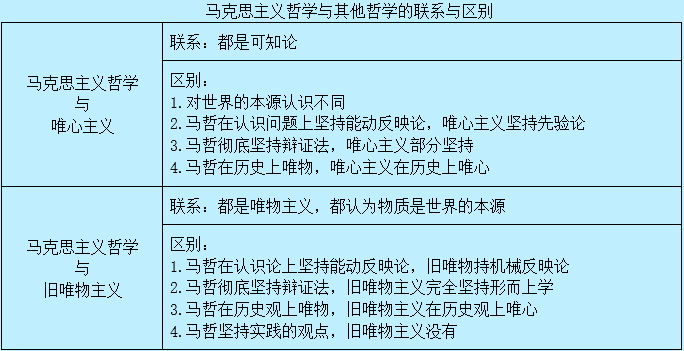 马克思主义哲学与其他哲学的联系与区别
马克思主义哲学
与
唯心主义
联系：都是可知论
区别：
1.对世界的本源认识不同
2.马哲在认识问题上坚持能动反映论，唯心主义坚持先验论
3.马哲彻底坚持辩证法，唯心主义部分坚持
4.马哲在历史上唯物，唯心主义在历史上唯心
马克思主义哲学
与
旧唯物主义
联系：都是唯物主义，都认为物质是世界的本源
区别：
1.马哲在认识论上坚持能动反映论，旧唯物持机械反映论
2.马哲彻底坚持辩证法，旧唯物主义完全坚持形而上学
3.马哲在历史观上唯物，旧唯物主义在历史观上唯心
4.马哲坚持实践的观点，旧唯物主义没有